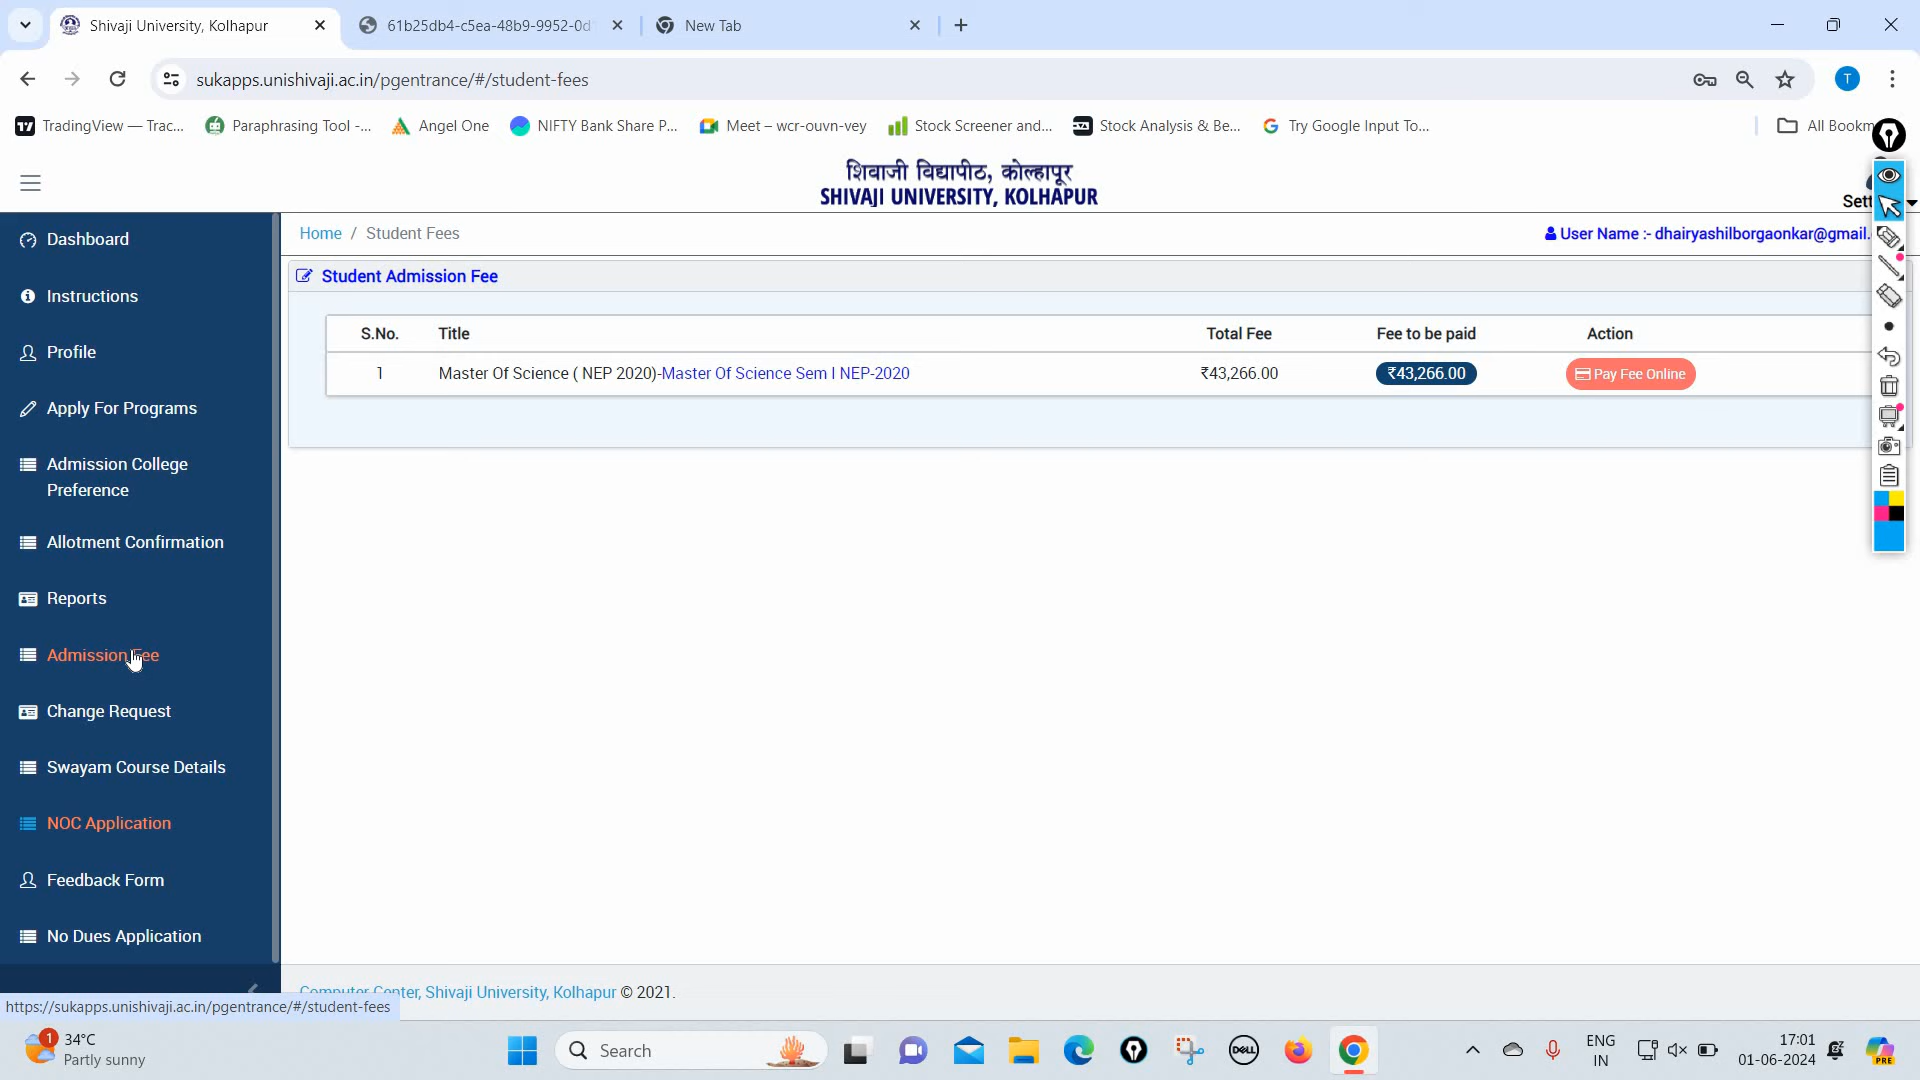 Shivaji University, Kolhapur
61b25db4-c5ea-48b9-9952-0d
New Tab
sukapps.unishivaji.ac.in/pgentrance/#/student-fees
T
TradingView — Trac...
Paraphrasing Tool -...
Angel One
NIFTY Bank Share P...
Meet – wcr-ouvn-vey
Stock Screener and...
Stock Analysis & Be...
Try Google Input To...
All Bookm
शिवाजी विद्यापीठ, कोल्हापूर
SHIVAJI UNIVERSITY, KOLHAPUR
Sett
Dashboard
Instructions
Profile
Apply For Programs
Admission College
Preference
Allotment Confirmation
Reports
Admission Fee
Change Request
Swayam Course Details
NOC Application
Feedback Form
No Dues Application
Home / Student Fees
User Name :- dhairyashilborgaonkar@gmail.
Student Admission Fee
S.No. Title Total Fee Fee to be paid Action
1 Master Of Science ( NEP 2020)-Master Of Science Sem I NEP-2020 ₹43,266.00 ₹43,266.00 Pay Fee Online
Computer Center, Shivaji University, Kolhapur © 2021.
https://sukapps.unishivaji.ac.in/pgentrance/#/student-fees
1
34°C
Partly sunny
Search
DELL
ENG
IN
17:01
01-06-2024
PRE